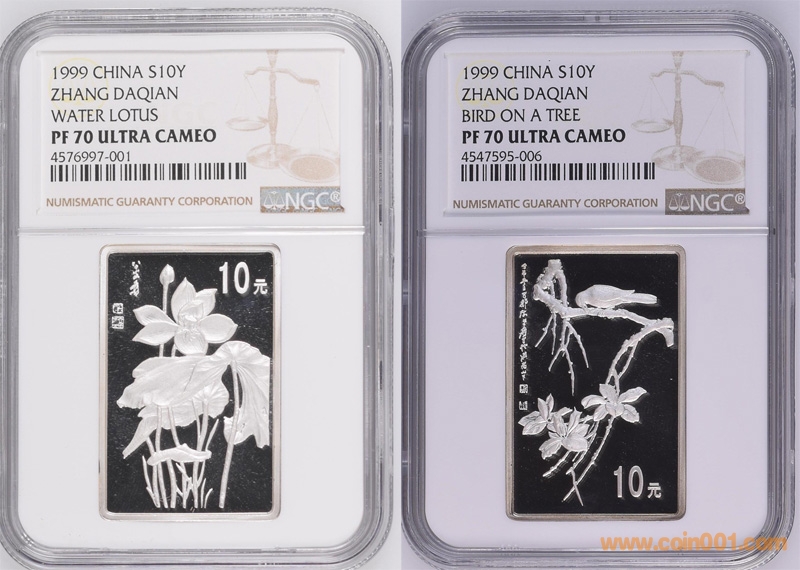 1999 CHINA S10Y
ZHANG DAQIAN
WATER LOTUS
PF 70 ULTRA CAMEO
4576997-001
NUMISMATIC GUARANTY CORPORATION
NGC®
10元
1999 CHINA S10Y
ZHANG DAQIAN
BIRD ON A TREE
PF 70 ULTRA CAMEO
4547595-006
NUMISMATIC GUARANTY CORPORATION
NGC®
10元
www.coin001.com